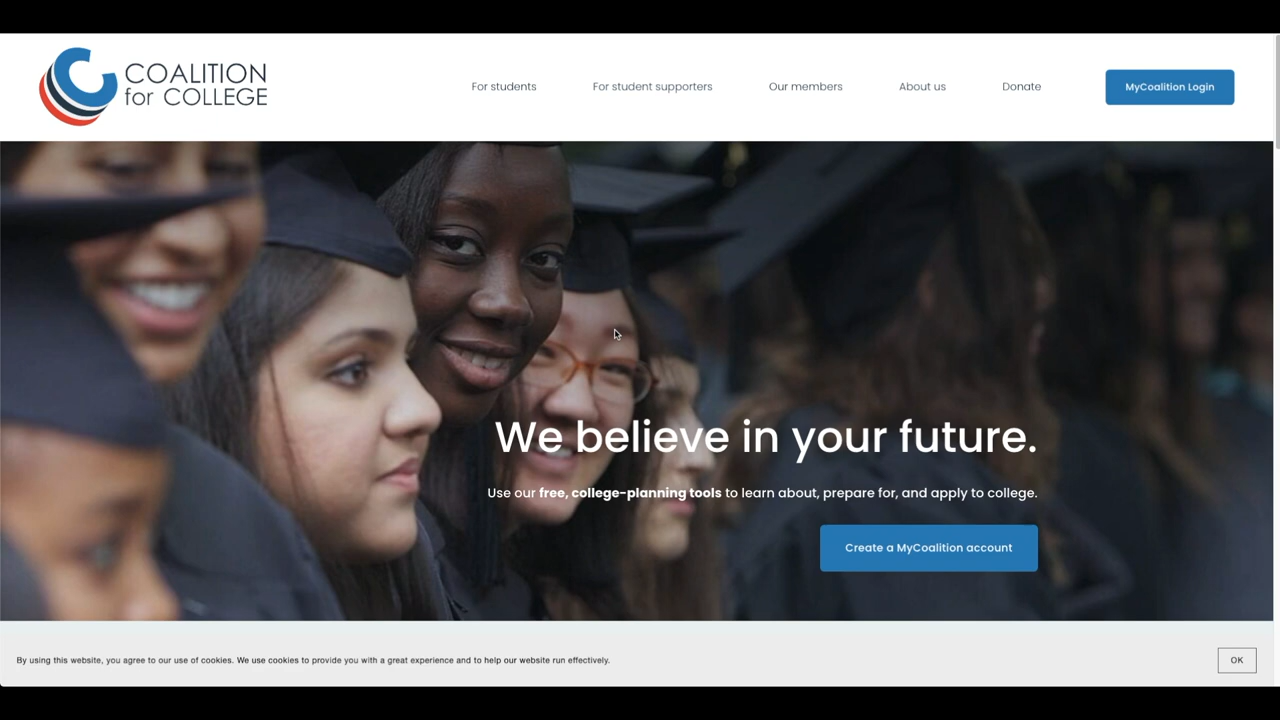 COALITION
for COLLEGE
For students
For student supporters
Our members
About us
Donate
MyCoalition Login
We believe in your future.
Use our free, college-planning tools to learn about, prepare for, and apply to college.
Create a MyCoalition account
By using this website, you agree to our use of cookies. We use cookies to provide you with a great experience and to help our website run effectively.
OK